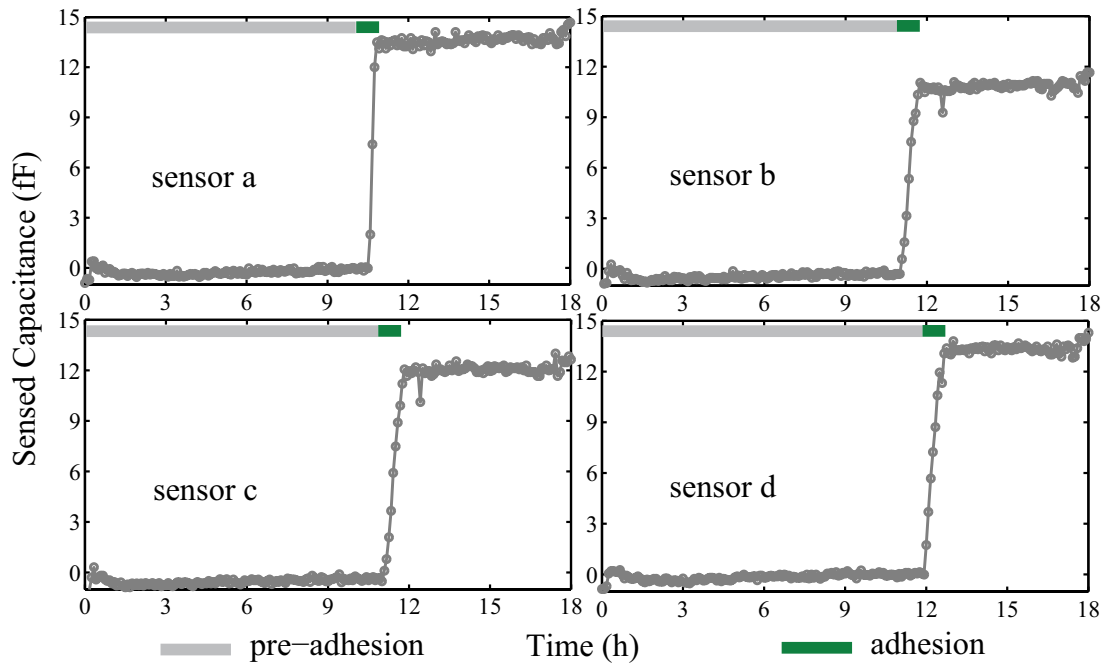 15
12
9
6
3
0
sensor a
0 3 6 9 12 15 18
15
12
9
6
3
0
sensor b
0 3 6 9 12 15 18
Sensed Capacitance (fF)
15
12
9
6
3
0
sensor c
0 3 6 9 12 15 18
15
12
9
6
3
0
sensor d
0 3 6 9 12 15 18
pre−adhesion Time (h) adhesion